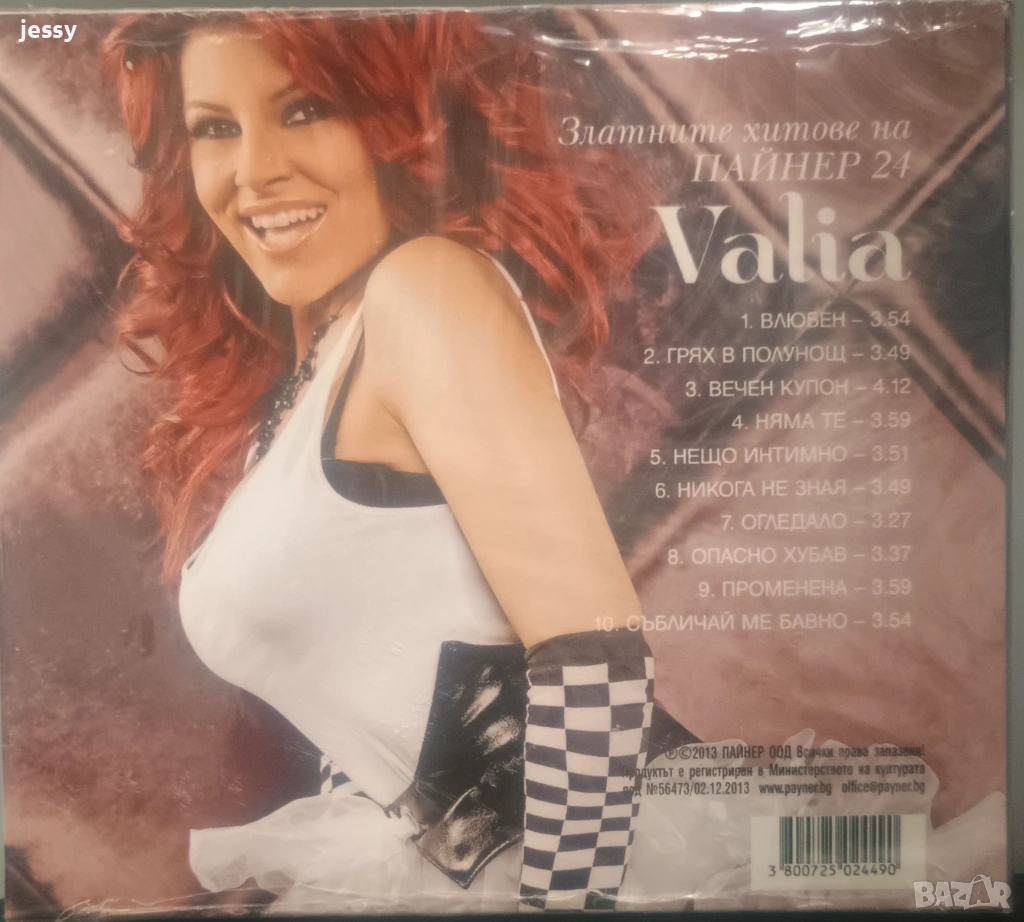 jessy
Златните хитове на
ПАЙНЕР 24
Valia
1. ВЛЮБЕН – 3.54
2. ГРЯХ В ПОЛУНОЩ – 3.49
3. ВЕЧЕН КУПОН – 4.12
4. НЯМА ТЕ – 3.59
5. НЕЩО ИНТИМНО – 3.51
6. НИКОГА НЕ ЗНАЯ – 3.49
7. ОГЛЕДАЛО – 3.27
8. ОПАСНО ХУБАВ – 3.37
9. ПРОМЕНЕНА – 3.59
10. СЪБЛИЧАЙ МЕ БАВНО – 3.54
℗©2013 ПАЙНЕР ООД Всички права запазени!
Продуктът е регистриран в Министерството на културата
под №56473/02.12.2013 www.payner.bg office@payner.bg
3 800725 024490
BAZAR